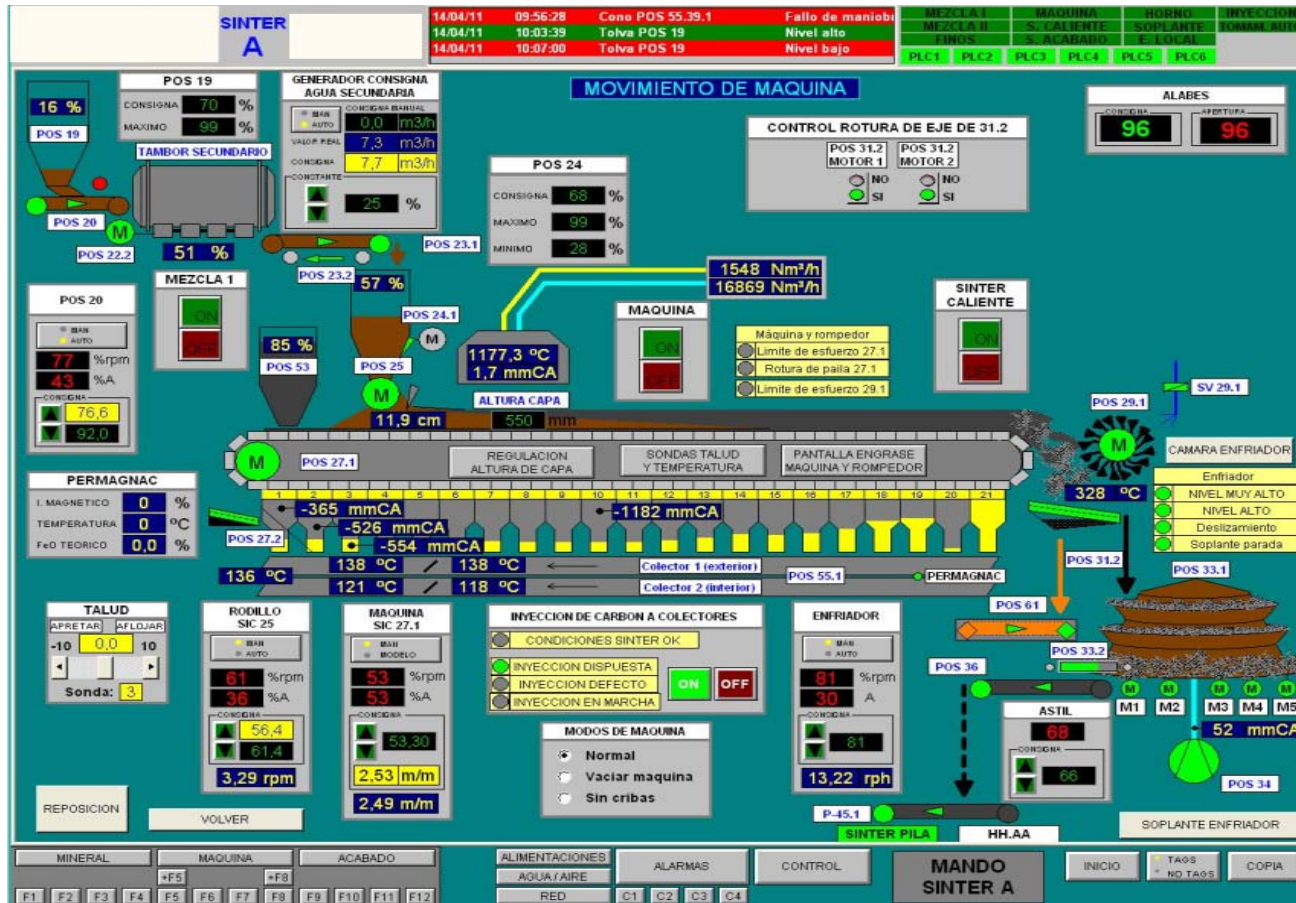 SINTER
A
14/04/11 09:56:28 Cono POS 55.39.1 Fallo de maniobi
14/04/11 10:03:39 Tolva POS 19 Nivel alto
14/04/11 10:07:00 Tolva POS 19 Nivel bajo
MEZCLA I MAQUINA HORNO INYECCION
MEZCLA II S. CALIENTE SOPLANTE TOMAM. AUTO
FINOS S. ACABADO E. LOCAL
PLC1 PLC2 PLC3 PLC4 PLC5 PLC6
MOVIMIENTO DE MAQUINA
16 %
POS 19
POS 19
CONSIGNA 70 %
MAXIMO 99 %
TAMBOR SECUNDARIO
POS 20
M
POS 22.2
51 %
GENERADOR CONSIGNA
AGUA SECUNDARIA
CONSIGNA MANUAL
MAN
AUTO
0,0 m3/h
VALOR REAL 7,3 m3/h
CONSIGNA 7,7 m3/h
CONSTANTE
25 %
POS 23.1
POS 23.2
57 %
POS 24
CONSIGNA 68 %
MAXIMO 99 %
MINIMO 28 %
CONTROL ROTURA DE EJE DE 31.2
POS 31.2 POS 31.2
MOTOR 1 MOTOR 2
NO NO
SI SI
ALABES
CONSIGNA APERTURA
96 96
1548 Nm³/h
16869 Nm³/h
MEZCLA 1
ON
OFF
POS 20
MAN
AUTO
77 %rpm
43 %A
CONSIGNA
76,6
92,0
85 %
POS 53
POS 24.1
M
POS 25
M
1177,3 ºC
1,7 mmCA
ALTURA CAPA
11,9 cm
550 mm
MAQUINA
ON
OFF
Máquina y rompedor
Limite de esfuerzo 27.1
Rotura de paila 27.1
Limite de esfuerzo 29.1
SINTER
CALIENTE
ON
OFF
SV 29.1
POS 29.1
M
CAMARA ENFRIADOR
M
POS 27.1
REGULACION
ALTURA DE CAPA
SONDAS TALUD
Y TEMPERATURA
PANTALLA ENGRASE
MAQUINA Y ROMPEDOR
1 2 3 4 5 6 7 8 9 10 11 12 13 14 15 16 17 18 19 20 21
PERMAGNAC
I. MAGNETICO 0 %
TEMPERATURA 0 ºC
FeO TEORICO 0,0 %
POS 27.2
-365 mmCA
-526 mmCA
-554 mmCA
-1182 mmCA
328 ºC
Enfriador
NIVEL MUY ALTO
NIVEL ALTO
Deslizamiento
Soplante parada
136 ºC
138 ºC / 138 ºC
Colector 1 (exterior)
121 ºC / 118 ºC
Colector 2 (interior)
POS 55.1
PERMAGNAC
POS 31.2
POS 33.1
POS 61
POS 33.2
POS 36
M M M M M
M1 M2 M3 M4 M5
52 mmCA
POS 34
TALUD
APRETAR AFLOJAR
-10 0,0 10
Sonda: 3
RODILLO
SIC 25
MAN
AUTO
61 %rpm
36 %A
CONSIGNA
56,4
61,4
3,29 rpm
MAQUINA
SIC 27.1
MAN
MODELO
53 %rpm
53 %A
CONSIGNA
53,30
2,53 m/m
2,49 m/m
INYECCION DE CARBON A COLECTORES
CONDICIONES SINTER OK
INYECCION DISPUESTA
INYECCION DEFECTO
INYECCION EN MARCHA
ON OFF
MODOS DE MAQUINA
Normal
Vaciar maquina
Sin cribas
ENFRIADOR
MAN
AUTO
81 %rpm
30 A
CONSIGNA
81
13,22 rph
ASTIL
68
CONSIGNA
66
P-45.1
SINTER PILA
HH.AA
REPOSICION
VOLVER
SOPLANTE ENFRIADOR
MINERAL MAQUINA ACABADO
+F5 +F8
F1 F2 F3 F4 F5 F6 F7 F8 F9 F10 F11 F12
ALIMENTACIONES
AGUA / AIRE
RED
ALARMAS
C1 C2 C3 C4
CONTROL
MANDO
SINTER A
INICIO
TAGS
NO TAGS
COPIA